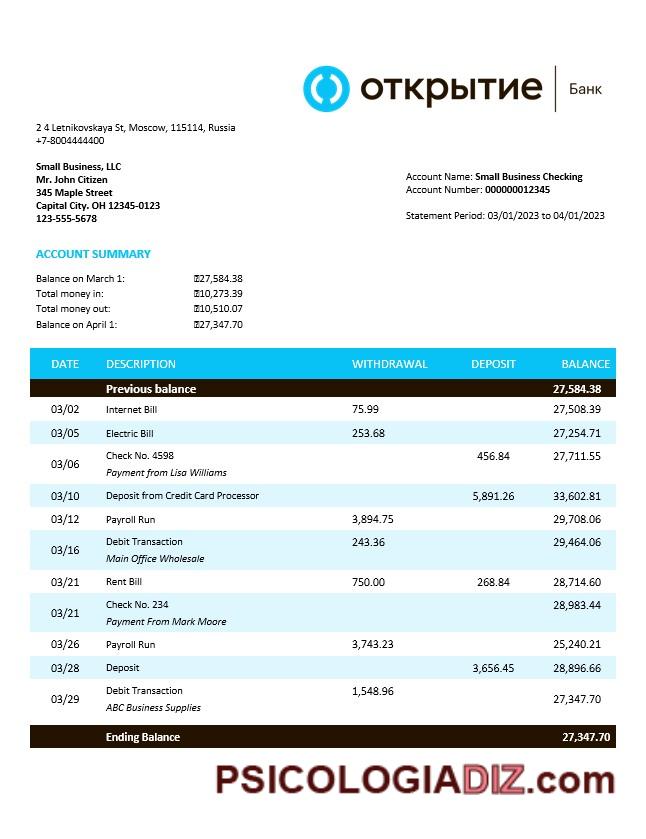 открытие Банк
2 4 Letnikovskaya St, Moscow, 115114, Russia
+7-8004444400
Small Business, LLC
Mr. John Citizen
345 Maple Street
Capital City. OH 12345-0123
123-555-5678
Account Name: Small Business Checking
Account Number: 000000012345
Statement Period: 03/01/2023 to 04/01/2023
ACCOUNT SUMMARY
Balance on March 1: 27,584.38
Total money in: 10,273.39
Total money out: 10,510.07
Balance on April 1: 27,347.70
DATE DESCRIPTION WITHDRAWAL DEPOSIT BALANCE
Previous balance 27,584.38
03/02 Internet Bill 75.99 27,508.39
03/05 Electric Bill 253.68 27,254.71
03/06 Check No. 4598 456.84 27,711.55
Payment from Lisa Williams
03/10 Deposit from Credit Card Processor 5,891.26 33,602.81
03/12 Payroll Run 3,894.75 29,708.06
03/16 Debit Transaction 243.36 29,464.06
Main Office Wholesale
03/21 Rent Bill 750.00 268.84 28,714.60
03/21 Check No. 234 28,983.44
Payment From Mark Moore
03/26 Payroll Run 3,743.23 25,240.21
03/28 Deposit 3,656.45 28,896.66
03/29 Debit Transaction 1,548.96 27,347.70
ABC Business Supplies
Ending Balance 27,347.70
PSICOLOGIADIZ.com